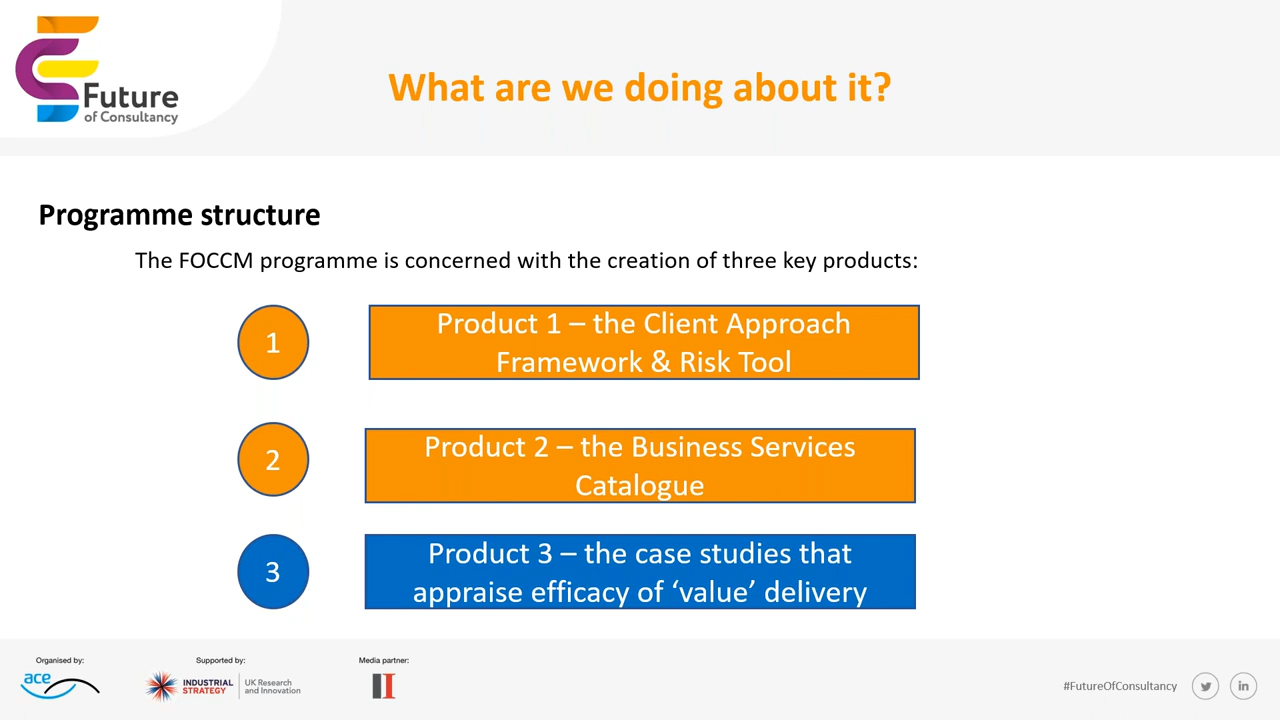 Future
of Consultancy
What are we doing about it?
Programme structure
The FOCCM programme is concerned with the creation of three key products:
1
Product 1 – the Client Approach
Framework & Risk Tool
2
Product 2 – the Business Services
Catalogue
3
Product 3 – the case studies that
appraise efficacy of ‘value’ delivery
Organised by:
ace
Supported by:
INDUSTRIAL
STRATEGY
UK Research
and Innovation
Media partner:
#FutureOfConsultancy
in